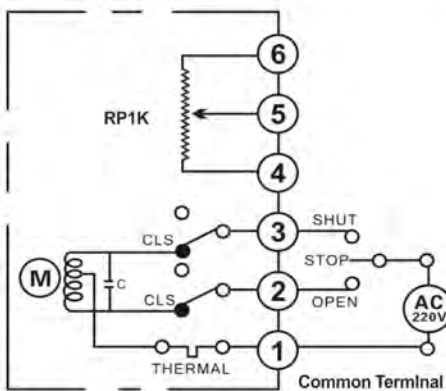 6
RP1K
5
4
3
SHUT
CLS
STOP
M
C
AC
220V
CLS
2
OPEN
1
THERMAL
Common Terminal